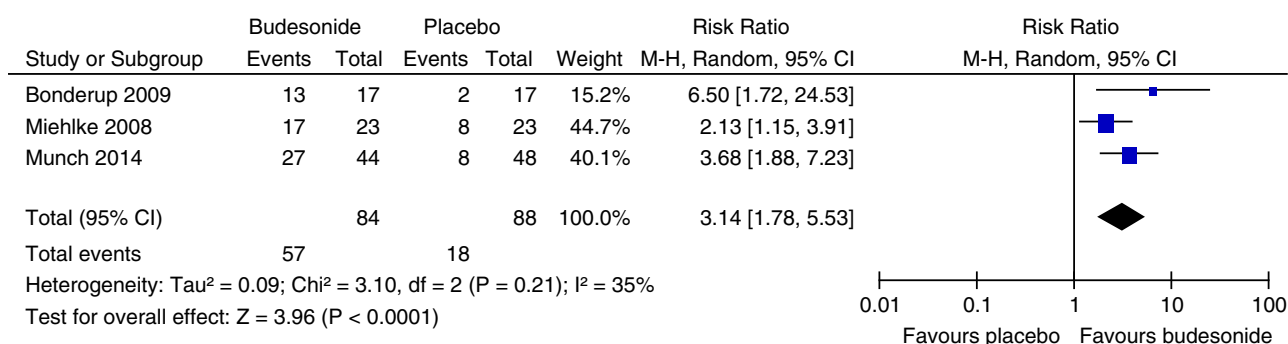 Budesonide Placebo Risk Ratio Risk Ratio
Study or Subgroup Events Total Events Total Weight M-H, Random, 95% CI M-H, Random, 95% CI
Bonderup 2009 13 17 2 17 15.2% 6.50 [1.72, 24.53]
Miehlke 2008 17 23 8 23 44.7% 2.13 [1.15, 3.91]
Munch 2014 27 44 8 48 40.1% 3.68 [1.88, 7.23]
Total (95% CI) 84 88 100.0% 3.14 [1.78, 5.53]
Total events 57 18
Heterogeneity: Tau² = 0.09; Chi² = 3.10, df = 2 (P = 0.21); I² = 35%
Test for overall effect: Z = 3.96 (P < 0.0001)
0.01 0.1 1 10 100
Favours placebo Favours budesonide